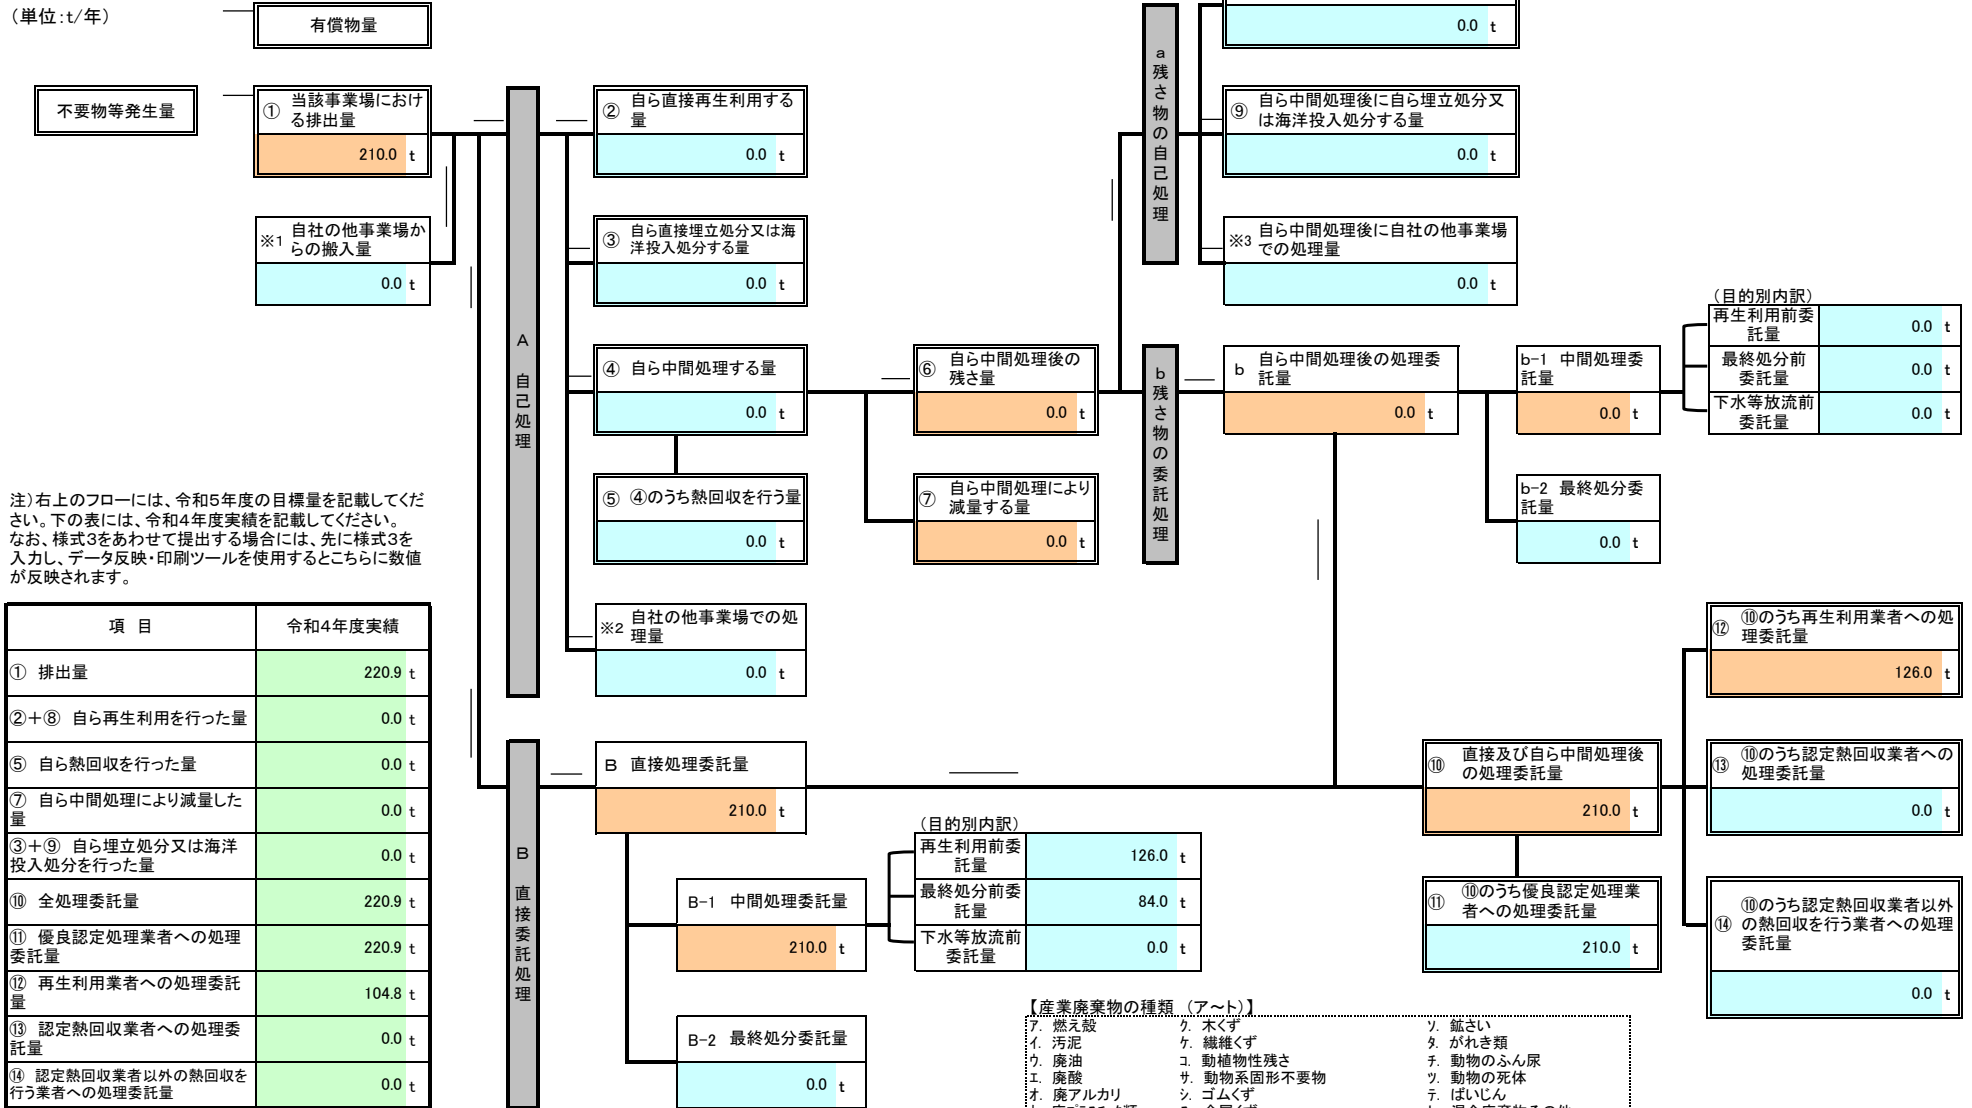 （単位：t/年）
有償物量
不要物等発生量
① 当該事業場におけ
る排出量
210.0 t
※1 自社の他事業場か
らの搬入量
0.0 t
A 自己処理
② 自ら直接再生利用する
量
0.0 t
③ 自ら直接埋立処分又は海
洋投入処分する量
0.0 t
④ 自ら中間処理する量
0.0 t
⑤ ④のうち熱回収を行う量
0.0 t
※2 自社の他事業場での処
理量
0.0 t
⑥ 自ら中間処理後の
残さ量
0.0 t
⑦ 自ら中間処理により
減量する量
0.0 t
a 残さ物の自己処理
0.0 t
⑨ 自ら中間処理後に自ら埋立処分又
は海洋投入処分する量
0.0 t
※3 自ら中間処理後に自社の他事業場
での処理量
0.0 t
b 残さ物の委託処理
b 自ら中間処理後の処理委
託量
0.0 t
b-1 中間処理委
託量
0.0 t
（目的別内訳）
再生利用前委
託量
0.0 t
最終処分前
委託量
0.0 t
下水等放流前
委託量
0.0 t
b-2 最終処分委
託量
0.0 t
注）右上のフローには、令和５年度の目標量を記載してくだ
さい。下の表には、令和４年度実績を記載してください。
なお、様式３をあわせて提出する場合には、先に様式３を
入力し、データ反映・印刷ツールを使用するとこちらに数値
が反映されます。
項 目 令和４年度実績
① 排出量 220.9 t
②＋⑧ 自ら再生利用を行った量 0.0 t
⑤ 自ら熱回収を行った量 0.0 t
⑦ 自ら中間処理により減量した
量 0.0 t
③＋⑨ 自ら埋立処分又は海洋
投入処分を行った量 0.0 t
⑩ 全処理委託量 220.9 t
⑪ 優良認定処理業者への処理
委託量 220.9 t
⑫ 再生利用業者への処理委託
量 104.8 t
⑬ 認定熱回収業者への処理委
託量 0.0 t
⑭ 認定熱回収業者以外の熱回収を
行う業者への処理委託量 0.0 t
B 直接委託処理
B 直接処理委託量
210.0 t
B-1 中間処理委託量
210.0 t
（目的別内訳）
再生利用前委
託量
126.0 t
最終処分前委
託量
84.0 t
下水等放流前
委託量
0.0 t
B-2 最終処分委託量
0.0 t
⑩ 直接及び自ら中間処理後
の処理委託量
210.0 t
⑪ ⑩のうち優良認定処理業
者への処理委託量
210.0 t
⑫ ⑩のうち再生利用業者への処
理委託量
126.0 t
⑬ ⑩のうち認定熱回収業者への
処理委託量
0.0 t
⑭ ⑩のうち認定熱回収業者以外
の熱回収を行う業者への処理
委託量
0.0 t
【産業廃棄物の種類 （ア～ト）】
ア. 燃え殻 ク. 木くず ソ. 鉱さい
イ. 汚泥 ケ. 繊維くず タ. がれき類
ウ. 廃油 コ. 動植物性残さ チ. 動物のふん尿
エ. 廃酸 サ. 動物系固形不要物 ツ. 動物の死体
オ. 廃アルカリ シ. ゴムくず テ. ばいじん